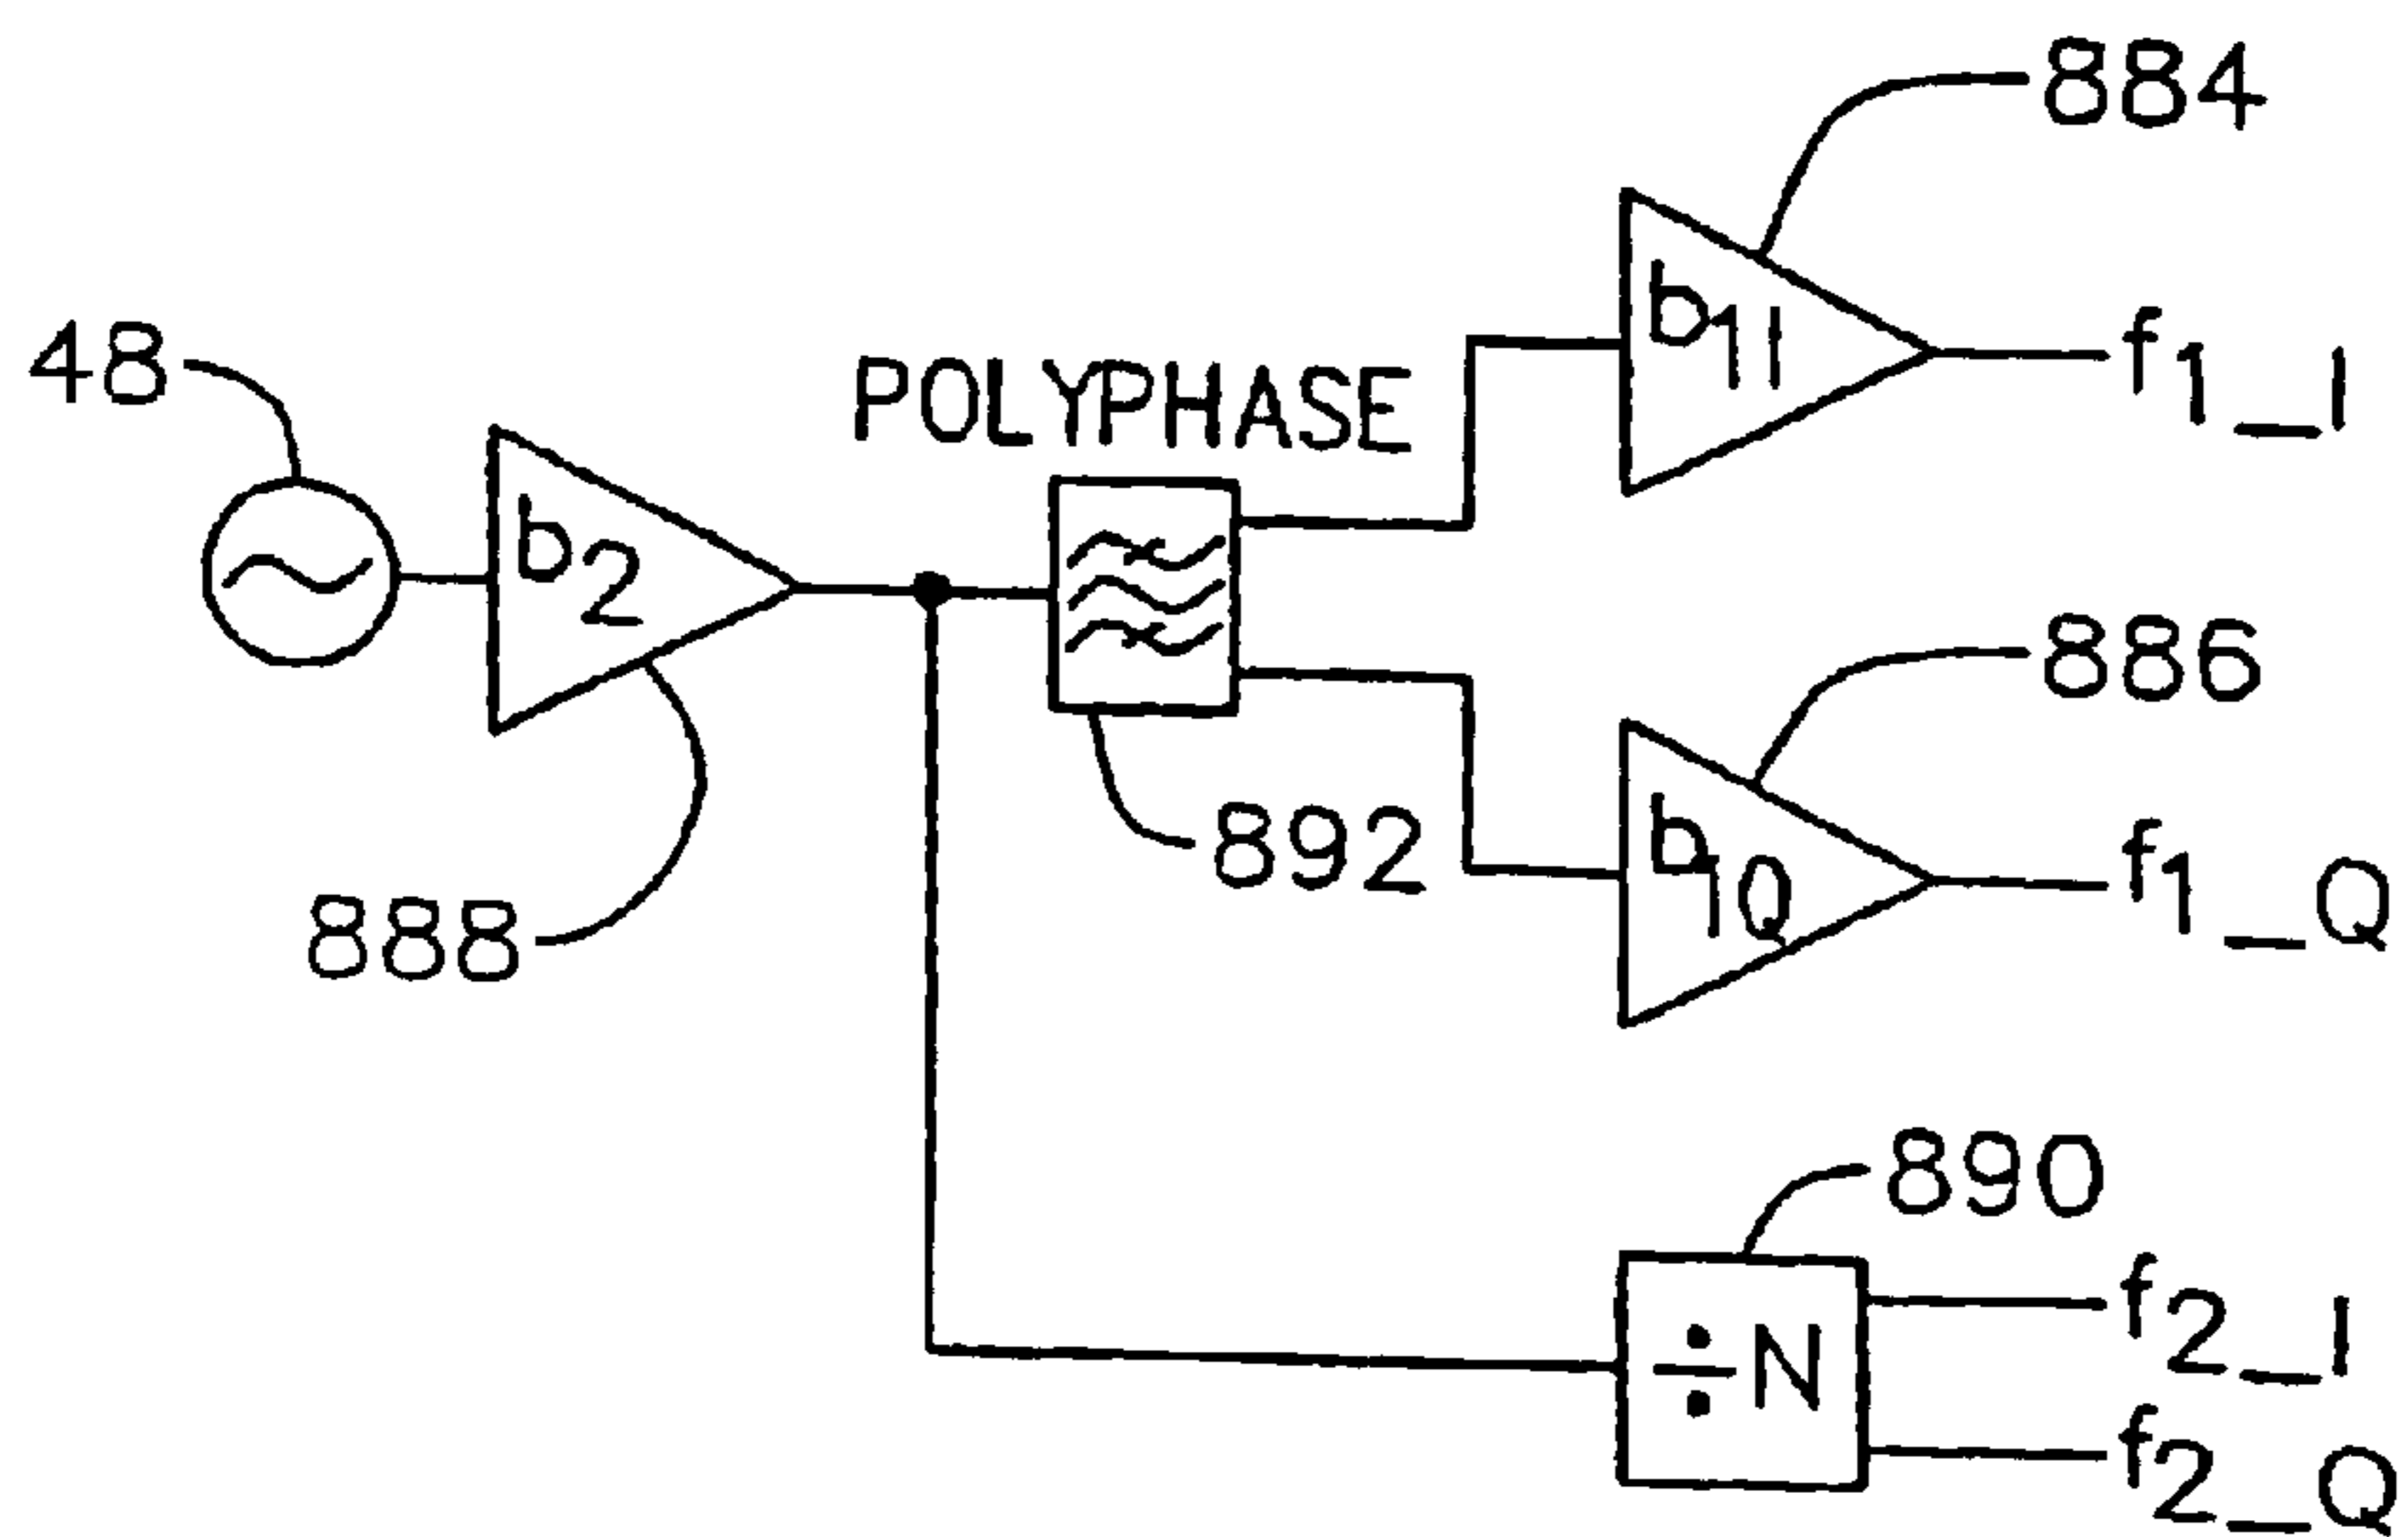 884
b1I
f1_I
48
POLYPHASE
b2
886
892
b1Q
f1_Q
888
890
÷N
f2_I
f2_Q